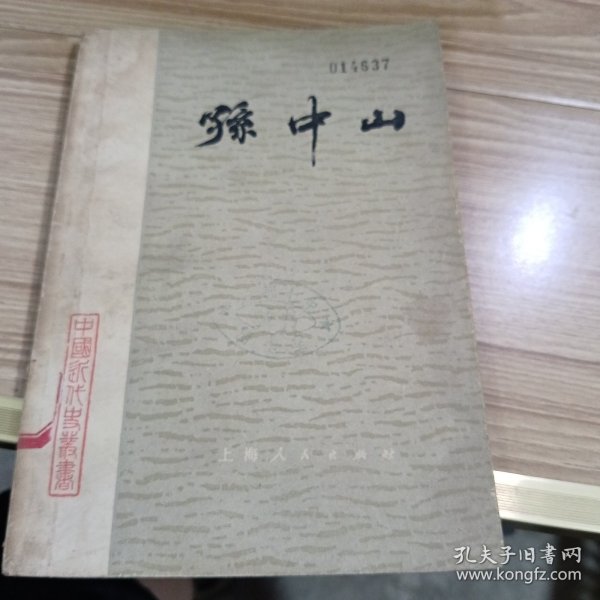 014637
孫中山
中國近代史叢書
上海人民出版社
孔夫子旧书网
www.kongfz.com